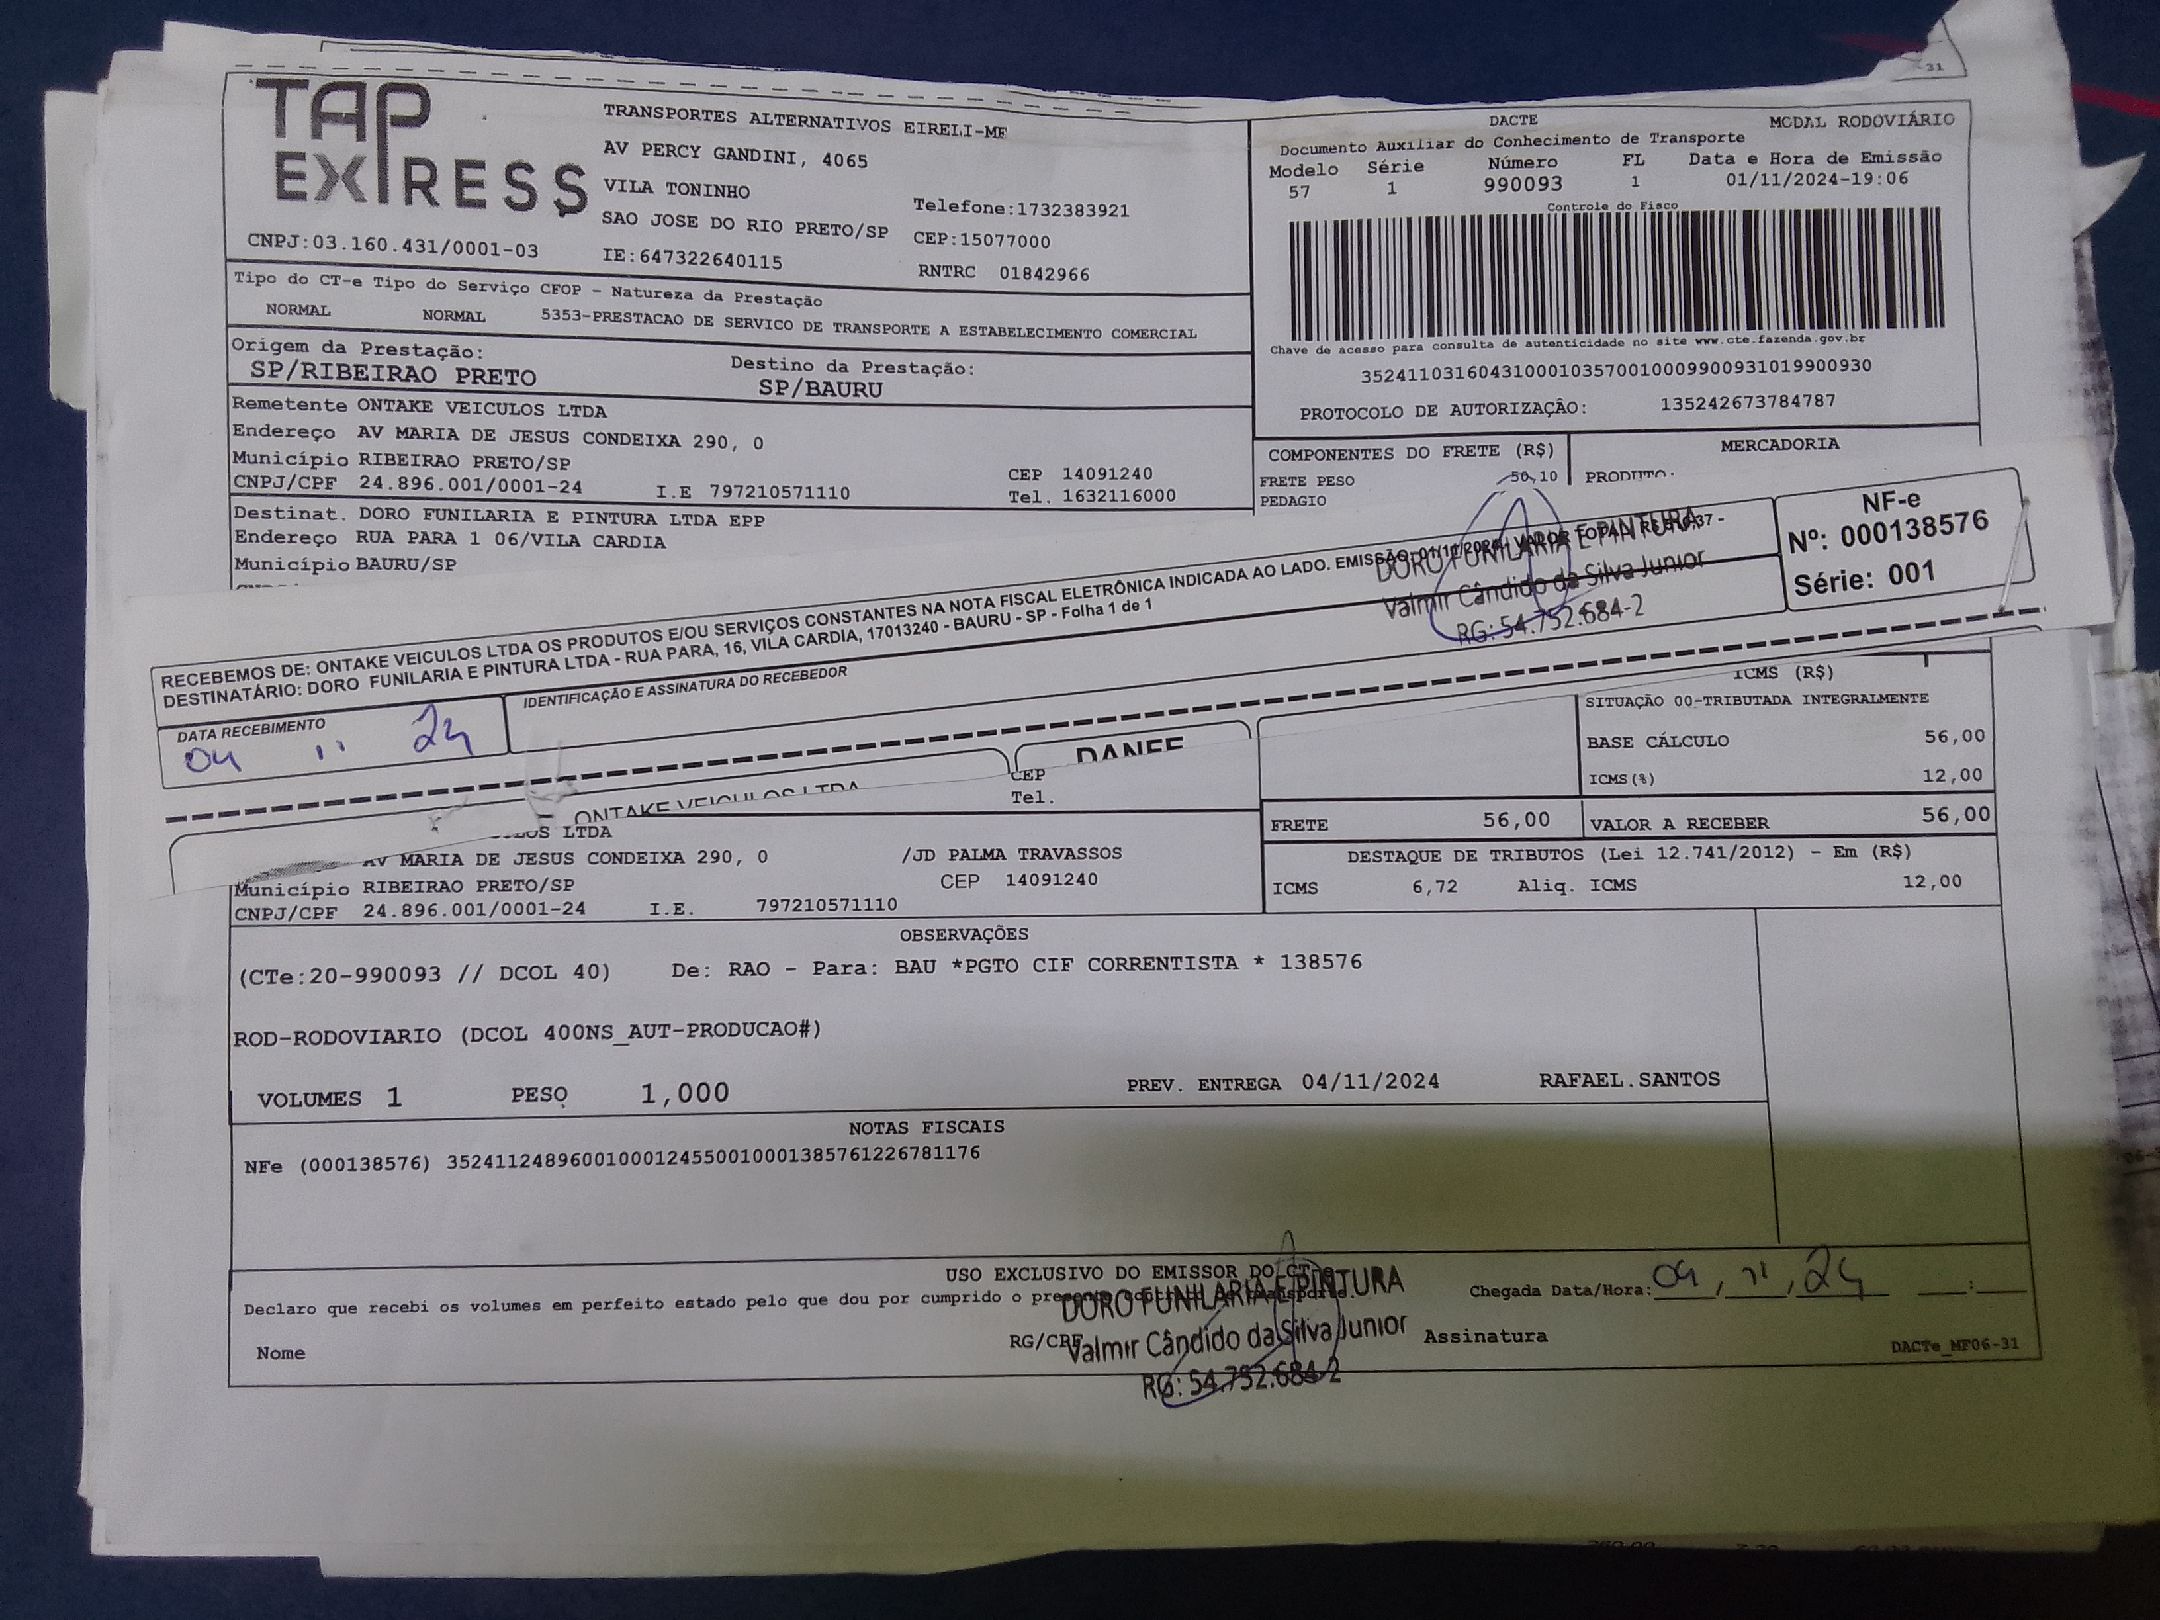 31
TAP EXPRESS
TRANSPORTES ALTERNATIVOS EIRELI-ME
AV PERCY GANDINI, 4065
VILA TONINHO
Telefone:1732383921
SAO JOSE DO RIO PRETO/SP CEP:15077000
CNPJ:03.160.431/0001-03 IE:647322640115 RNTRC 01842966
DACTE MODAL RODOVIÁRIO
Documento Auxiliar do Conhecimento de Transporte
Modelo Série Número FL Data e Hora de Emissão
57 1 990093 1 01/11/2024-19:06
Controle do Fisco
Chave de acesso para consulta de autenticidade no site www.cte.fazenda.gov.br
35241103160431000103570010009900931019900930
PROTOCOLO DE AUTORIZAÇÃO: 135242673784787
Tipo do CT-e Tipo do Serviço CFOP - Natureza da Prestação
NORMAL NORMAL 5353-PRESTACAO DE SERVICO DE TRANSPORTE A ESTABELECIMENTO COMERCIAL
Origem da Prestação: Destino da Prestação:
SP/RIBEIRAO PRETO SP/BAURU
Remetente ONTAKE VEICULOS LTDA
Endereço AV MARIA DE JESUS CONDEIXA 290, 0
Município RIBEIRAO PRETO/SP CEP 14091240
CNPJ/CPF 24.896.001/0001-24 I.E 797210571110 Tel. 1632116000
COMPONENTES DO FRETE (R$) MERCADORIA
FRETE PESO 50,10 PRODUTO:
PEDAGIO
Destinat. DORO FUNILARIA E PINTURA LTDA EPP
Endereço RUA PARA 1 06/VILA CARDIA
Município BAURU/SP
RECEBEMOS DE: ONTAKE VEICULOS LTDA OS PRODUTOS E/OU SERVIÇOS CONSTANTES NA NOTA FISCAL ELETRÔNICA INDICADA AO LADO. EMISSÃO: 01/11/2024 - VALOR TOTAL: R$
DESTINATÁRIO: DORO FUNILARIA E PINTURA LTDA - RUA PARA, 16, VILA CARDIA, 17013240 - BAURU - SP - Folha 1 de 1
DORO FUNILARIA E PINTURA
Valmir Cândido da Silva Junior
RG: 54.752.684-2
NF-e
Nº: 000138576
Série: 001
DATA RECEBIMENTO IDENTIFICAÇÃO E ASSINATURA DO RECEBEDOR
04 11 24
DANFE
ONTAKE VEICULOS LTDA
CEP
Tel.
ICMS (R$)
SITUAÇÃO 00-TRIBUTADA INTEGRALMENTE
BASE CÁLCULO 56,00
ICMS(%) 12,00
FRETE 56,00 VALOR A RECEBER 56,00
LTDA
AV MARIA DE JESUS CONDEIXA 290, 0 /JD PALMA TRAVASSOS
Município RIBEIRAO PRETO/SP CEP 14091240
CNPJ/CPF 24.896.001/0001-24 I.E. 797210571110
DESTAQUE DE TRIBUTOS (Lei 12.741/2012) - Em (R$)
ICMS 6,72 Aliq. ICMS 12,00
OBSERVAÇÕES
(CTe:20-990093 // DCOL 40) De: RAO - Para: BAU *PGTO CIF CORRENTISTA * 138576
ROD-RODOVIARIO (DCOL 400NS_AUT-PRODUCAO#)
VOLUMES 1 PESO 1,000 PREV. ENTREGA 04/11/2024 RAFAEL.SANTOS
NOTAS FISCAIS
NFe (000138576) 35241124896001000124550010001385761226781176
USO EXCLUSIVO DO EMISSOR DO CT
Declaro que recebi os volumes em perfeito estado pelo que dou por cumprido o presente contrato de transporte.
Chegada Data/Hora: 04, 11, 24 :
DORO FUNILARIA E PINTURA
Valmir Cândido da Silva Junior
RG: 54.752.684-2
Nome RG/CPF Assinatura
DACTe_MF06-31